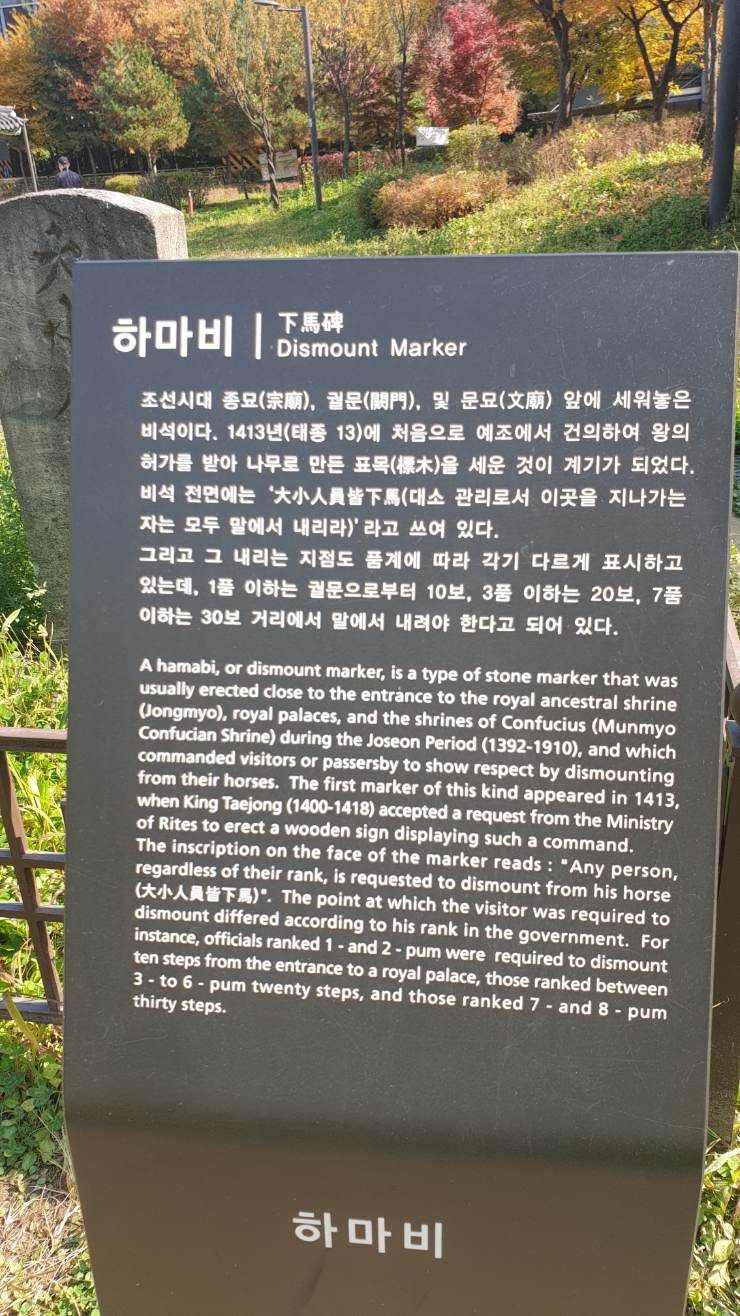 하마비
下馬碑
Dismount Marker
조선시대 종묘(宗廟), 궐문(闕門), 및 문묘(文廟) 앞에 세워놓은
비석이다. 1413년(태종 13)에 처음으로 예조에서 건의하여 왕의
허가를 받아 나무로 만든 표목(標木)을 세운 것이 계기가 되었다.
비석 전면에는 '大小人員皆下馬(대소 관리로서 이곳을 지나가는
자는 모두 말에서 내리라)'라고 쓰여 있다.
그리고 그 내리는 지점도 품계에 따라 각기 다르게 표시하고
있는데, 1품 이하는 궐문으로부터 10보, 3품 이하는 20보, 7품
이하는 30보 거리에서 말에서 내려야 한다고 되어 있다.
A hamabi, or dismount marker, is a type of stone marker that was
usually erected close to the entrance to the royal ancestral shrine
(Jongmyo), royal palaces, and the shrines of Confucius (Munmyo
Confucian Shrine) during the Joseon Period (1392-1910), and which
commanded visitors or passersby to show respect by dismounting
from their horses. The first marker of this kind appeared in 1413,
when King Taejong (1400-1418) accepted a request from the Ministry
of Rites to erect a wooden sign displaying such a command.
The inscription on the face of the marker reads : "Any person,
regardless of their rank, is requested to dismount from his horse
(大小人員皆下馬)". The point at which the visitor was required to
dismount differed according to his rank in the government. For
instance, officials ranked 1 - and 2 - pum were required to dismount
ten steps from the entrance to a royal palace, those ranked between
3 - to 6 - pum twenty steps, and those ranked 7 - and 8 - pum
thirty steps.
하마비